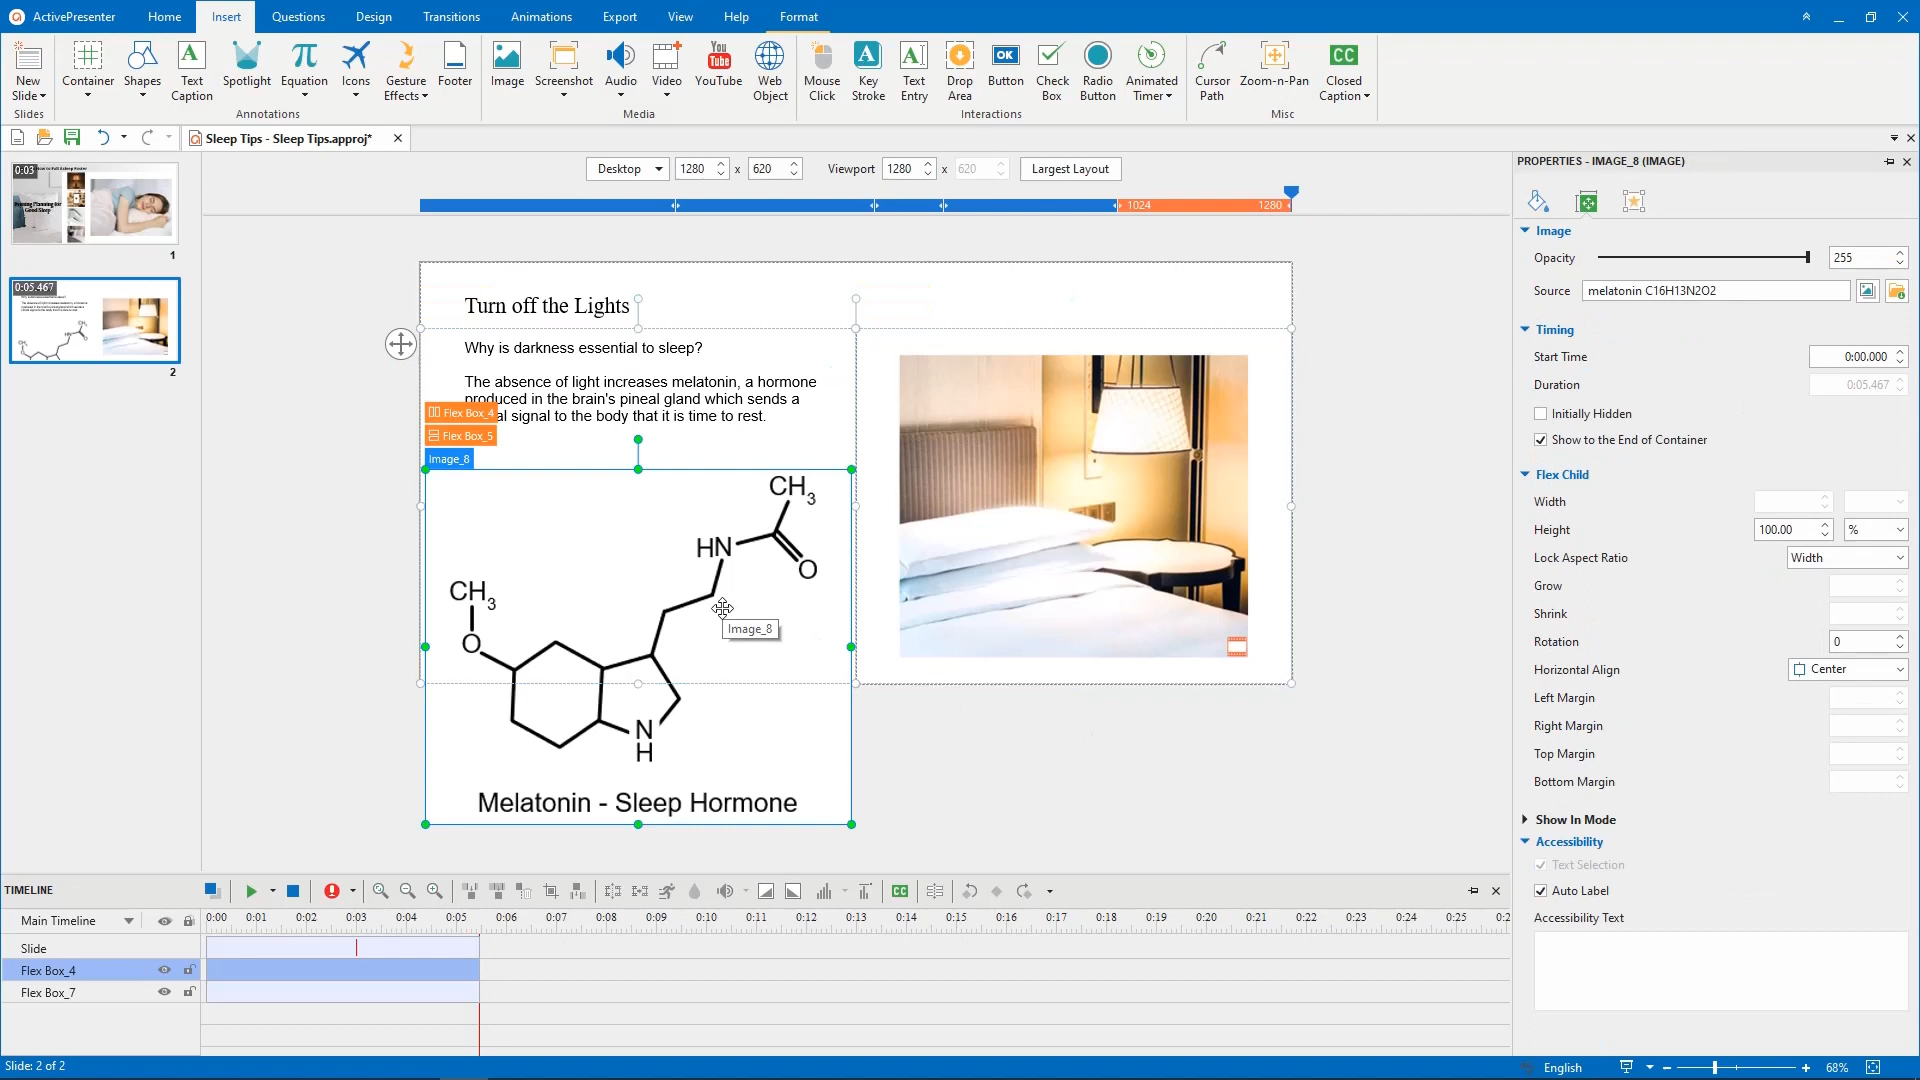 ActivePresenter
Home
Insert
Questions
Design
Transitions
Animations
Export
View
Help
Format
New Slide
Container
Shapes
Text Caption
Spotlight
Equation
Icons
Gesture Effects
Footer
Image
Screenshot
Audio
Video
YouTube
Web Object
Mouse Click
Key Stroke
Text Entry
Drop Area
Button
Check Box
Radio Button
Animated Timer
Cursor Path
Zoom-n-Pan
Closed Caption
Slides
Annotations
Media
Interactions
Misc
Sleep Tips - Sleep Tips.approj*
Desktop
1280 x 620
Viewport 1280 x 620
Largest Layout
1024
1280
0:03
1
0:05.467
2
Turn off the Lights
Why is darkness essential to sleep?
The absence of light increases melatonin, a hormone
produced in the brain's pineal gland which sends a
al signal to the body that it is time to rest.
Flex Box_4
Flex Box_5
Image_8
CH3
HN
O
CH3
O
N
H
Image_8
Melatonin - Sleep Hormone
PROPERTIES - IMAGE_8 (IMAGE)
Image
Opacity 255
Source melatonin C16H13N2O2
Timing
Start Time 0:00.000
Duration 0:05.467
Initially Hidden
Show to the End of Container
Flex Child
Width
Height 100.00 %
Lock Aspect Ratio Width
Grow
Shrink
Rotation 0
Horizontal Align Center
Left Margin
Right Margin
Top Margin
Bottom Margin
Show In Mode
Accessibility
Text Selection
Auto Label
Accessibility Text
TIMELINE
CC
Main Timeline
0:00 0:01 0:02 0:03 0:04 0:05 0:06 0:07 0:08 0:09 0:10 0:11 0:12 0:13 0:14 0:15 0:16 0:17 0:18 0:19 0:20 0:21 0:22 0:23 0:24 0:25
Slide
Flex Box_4
Flex Box_7
Slide: 2 of 2
English
68%